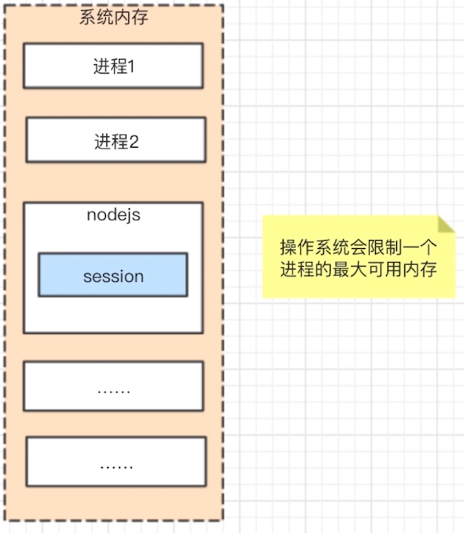 系统内存
进程1
进程2
nodejs
session
操作系统会限制一个
进程的最大可用内存
……
……